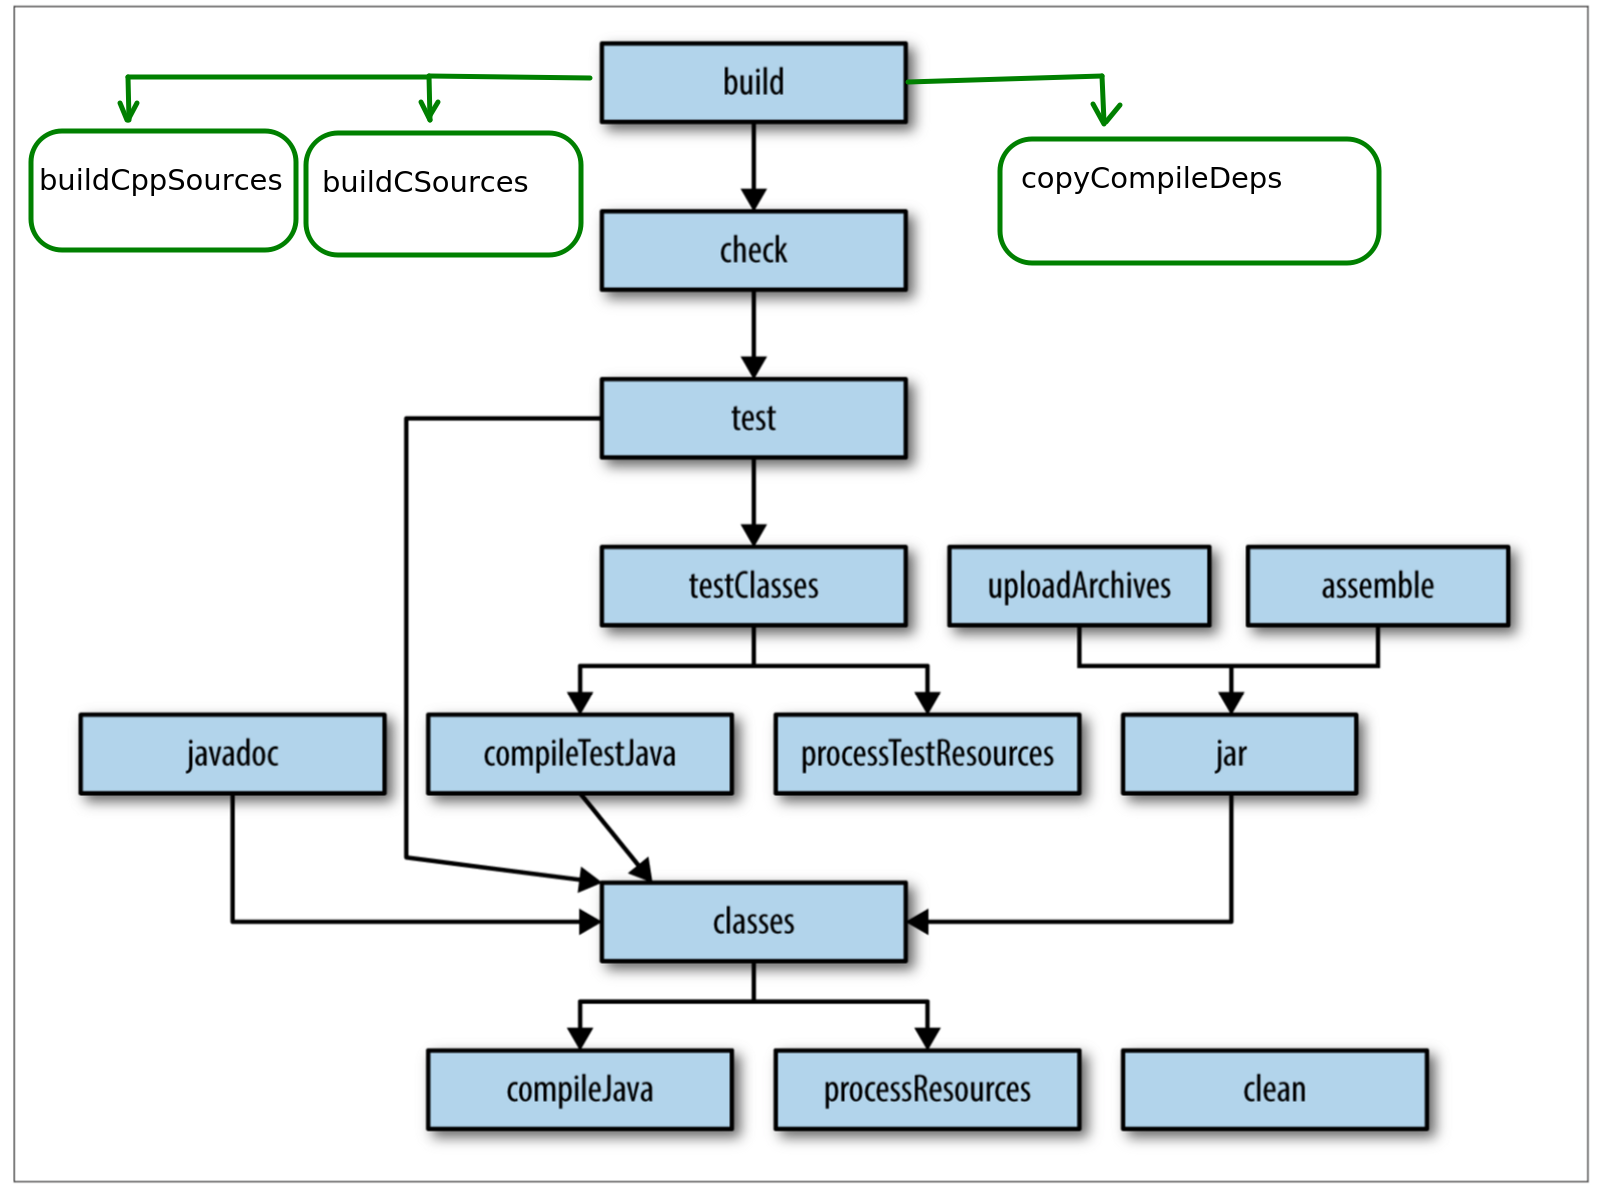 build
buildCppSources
buildCSources
copyCompileDeps
check
test
testClasses
uploadArchives
assemble
javadoc
compileTestJava
processTestResources
jar
classes
compileJava
processResources
clean